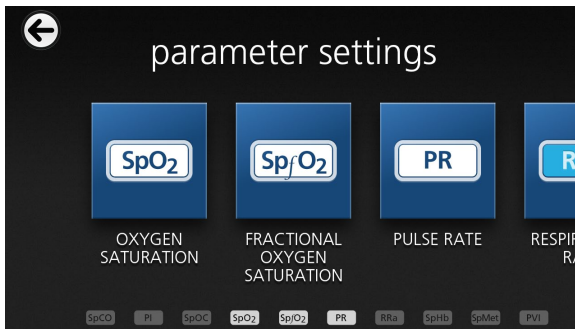 parameter settings
SpO2 SpfO2 PR
OXYGEN SATURATION
FRACTIONAL OXYGEN SATURATION
PULSE RATE
SpCO PI SpOC SpO2 SpfO2 PR RRa SpHb SpMet PVI